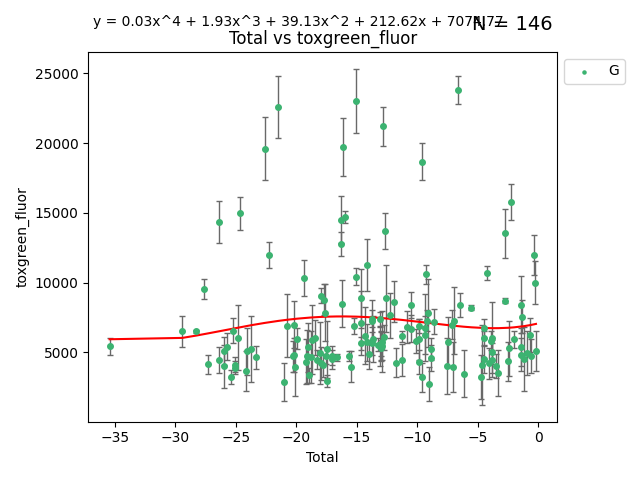 y = 0.03x^4 + 1.93x^3 + 39.13x^2 + 212.62x +
N = 146
Total vs toxgreen_fluor
G
25000
20000
15000
10000
5000
toxgreen_fluor
−35 −30 −25 −20 −15 −10 −5 0
Total